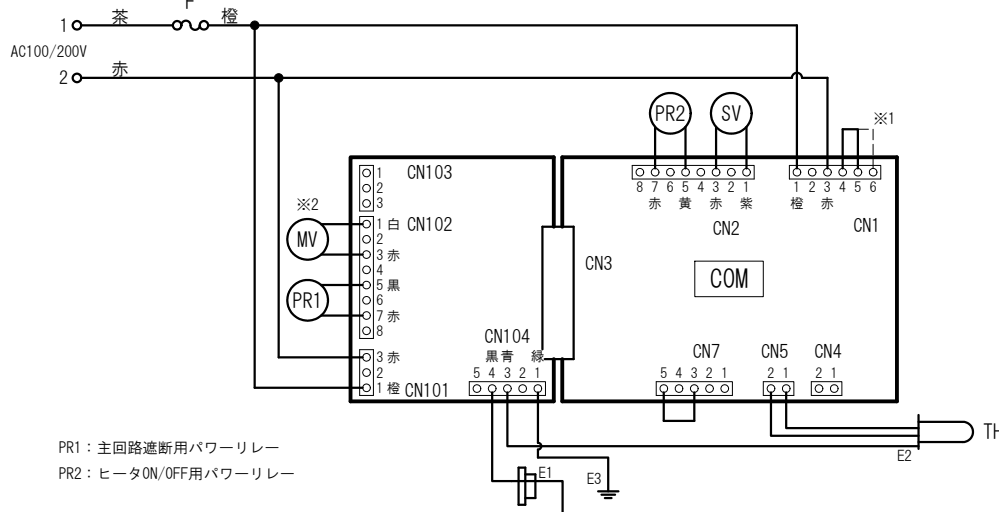 F
1 茶 橙
AC100/200V
2 赤
PR2 SV ※1
8 7 6 5 4 3 2 1
赤 黄 赤 紫
CN2
1 2 3 4 5 6
橙 赤
CN1
CN103
1
2
3
※2
MV
PR1
CN102
1 白
2
3 赤
4
5 黒
6
7 赤
8
CN3
COM
3 赤
2
1 橙 CN101
CN104
黒 青 緑
5 4 3 2 1
CN7
5 4 3 2 1
CN5
2 1
CN4
2 1
TH
E2
E1
E3
PR1：主回路遮断用パワーリレー
PR2：ヒータON/OFF用パワーリレー